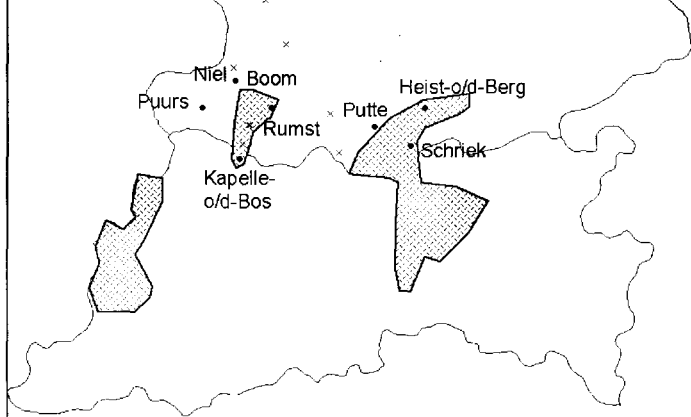 Niel
Boom
Puurs
Rumst
Kapelle-
o/d-Bos
Heist-o/d-Berg
Putte
Schriek